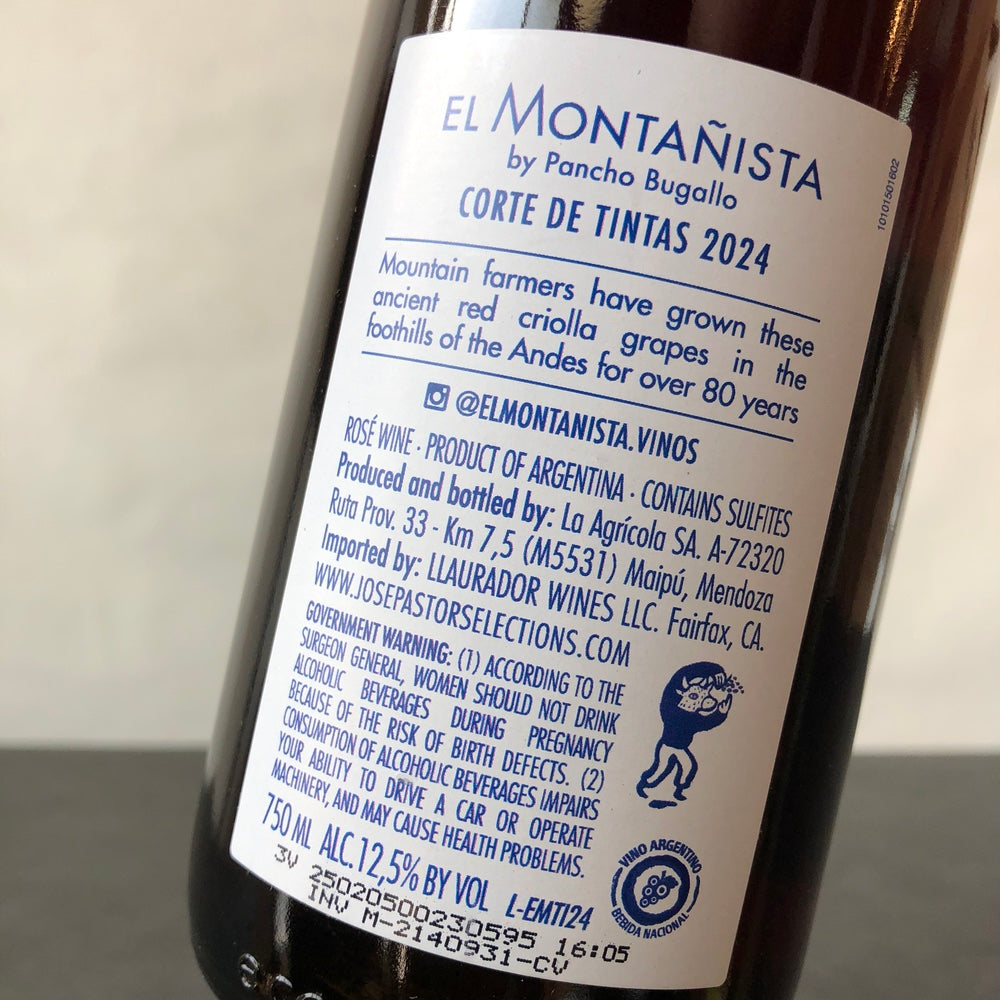 EL MONTAÑISTA
by Pancho Bugallo
CORTE DE TINTAS 2024
10101501602
Mountain farmers have grown these
ancient red criolla grapes in the
foothills of the Andes for over 80 years
@ELMONTANISTA.VINOS
ROSÉ WINE · PRODUCT OF ARGENTINA · CONTAINS SULFITES
Produced and bottled by: La Agrícola SA. A-72320
Ruta Prov. 33 - Km 7,5 (M5531) Maipú, Mendoza
Imported by: LLAURADOR WINES LLC. Fairfax, CA.
WWW.JOSEPASTORSELECTIONS.COM
GOVERNMENT WARNING: (1) ACCORDING TO THE
SURGEON GENERAL, WOMEN SHOULD NOT DRINK
ALCOHOLIC BEVERAGES DURING PREGNANCY
BECAUSE OF THE RISK OF BIRTH DEFECTS. (2)
CONSUMPTION OF ALCOHOLIC BEVERAGES IMPAIRS
YOUR ABILITY TO DRIVE A CAR OR OPERATE
MACHINERY, AND MAY CAUSE HEALTH PROBLEMS.
750 ML ALC.12,5% BY VOL L-EMTI24
VINO ARGENTINO
BEBIDA NACIONAL
3V 25020500230595 16:05
INV M-2140931-CV